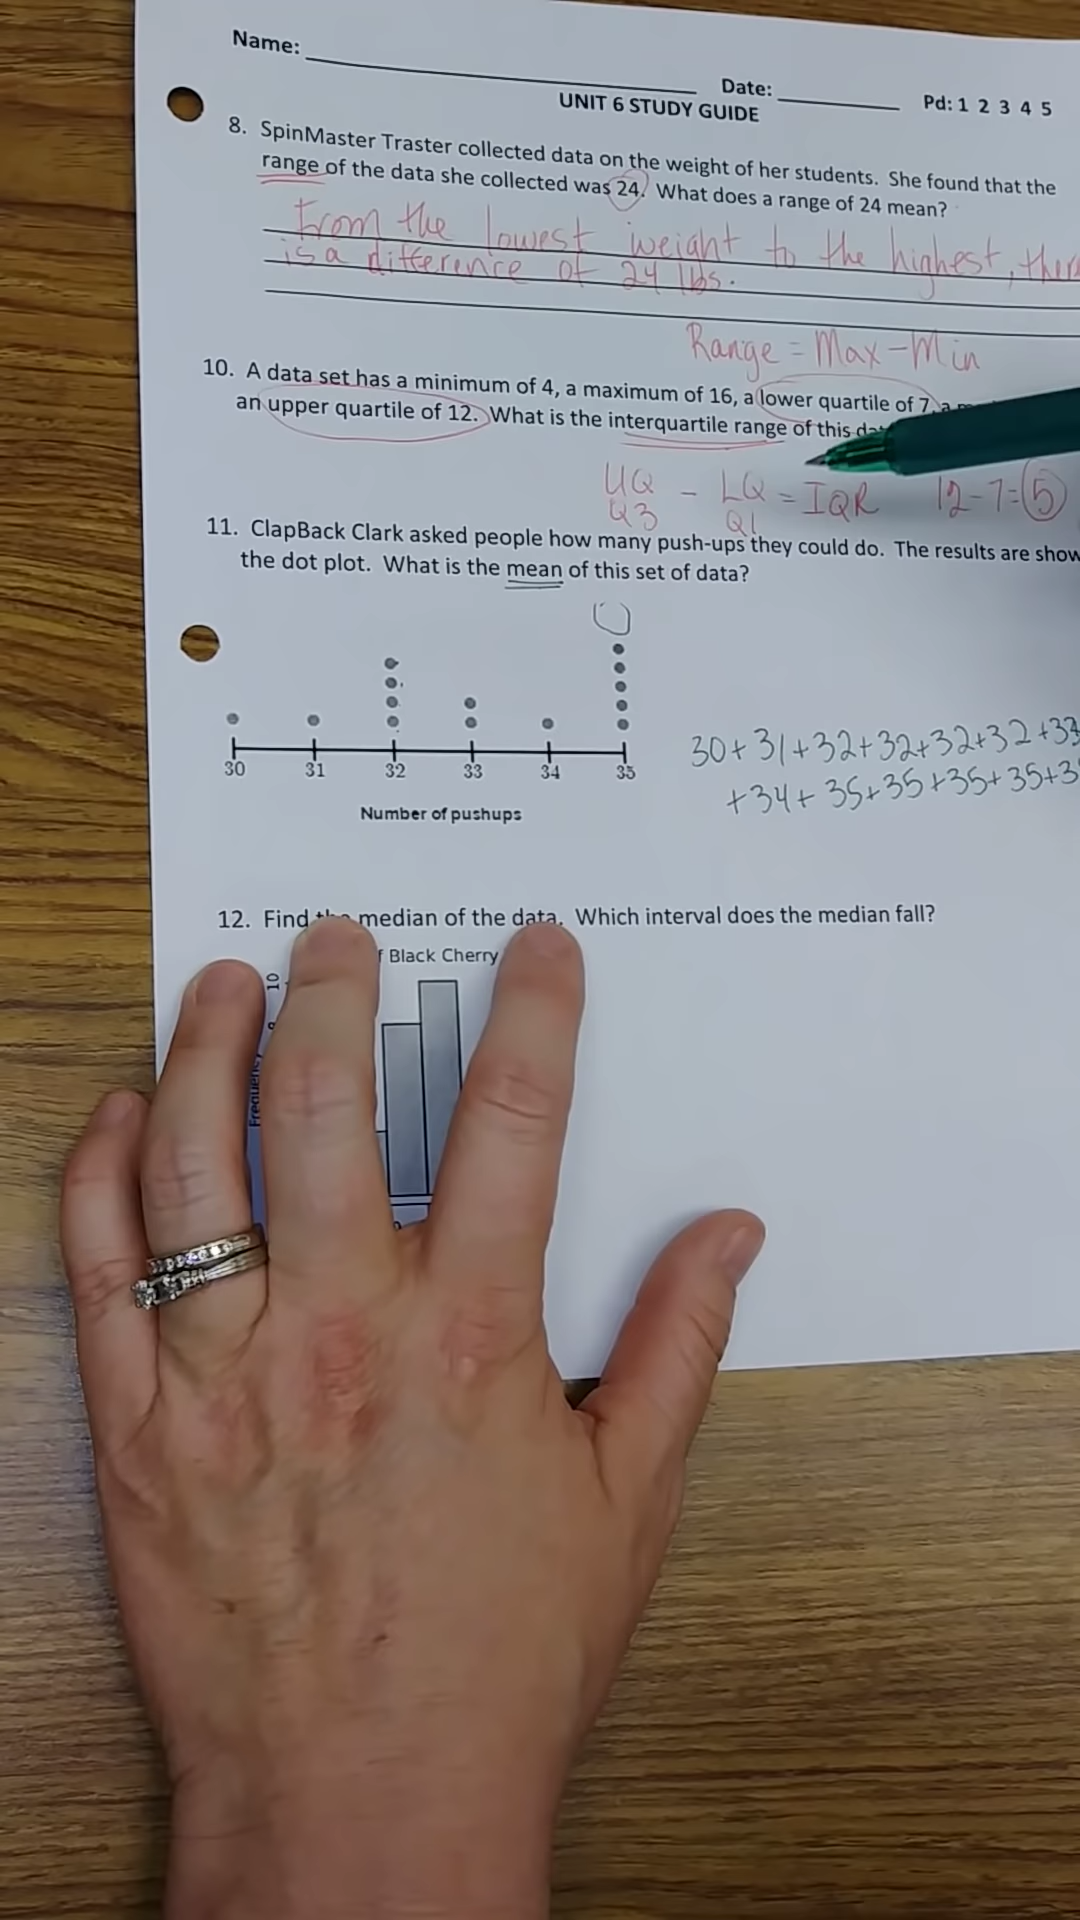 Name:
Date:
Pd: 1 2 3 4 5
UNIT 6 STUDY GUIDE
8. SpinMaster Traster collected data on the weight of her students. She found that the
range of the data she collected was 24. What does a range of 24 mean?
From the lowest weight to the highest,
is a difference of 24 lbs.
Range = Max - Min
10. A data set has a minimum of 4, a maximum of 16, a lower quartile of 7, a
an upper quartile of 12. What is the interquartile range of this
UQ - LQ = IQR 12-7=5
Q3 Q1
11. ClapBack Clark asked people how many push-ups they could do. The results are show
the dot plot. What is the mean of this set of data?
30 31 32 33 34 35
Number of pushups
30+31+32+32+32+32+33
+34+35+35+35+35+3
12. Find the median of the data. Which interval does the median fall?
Black Cherry
10
Frequency